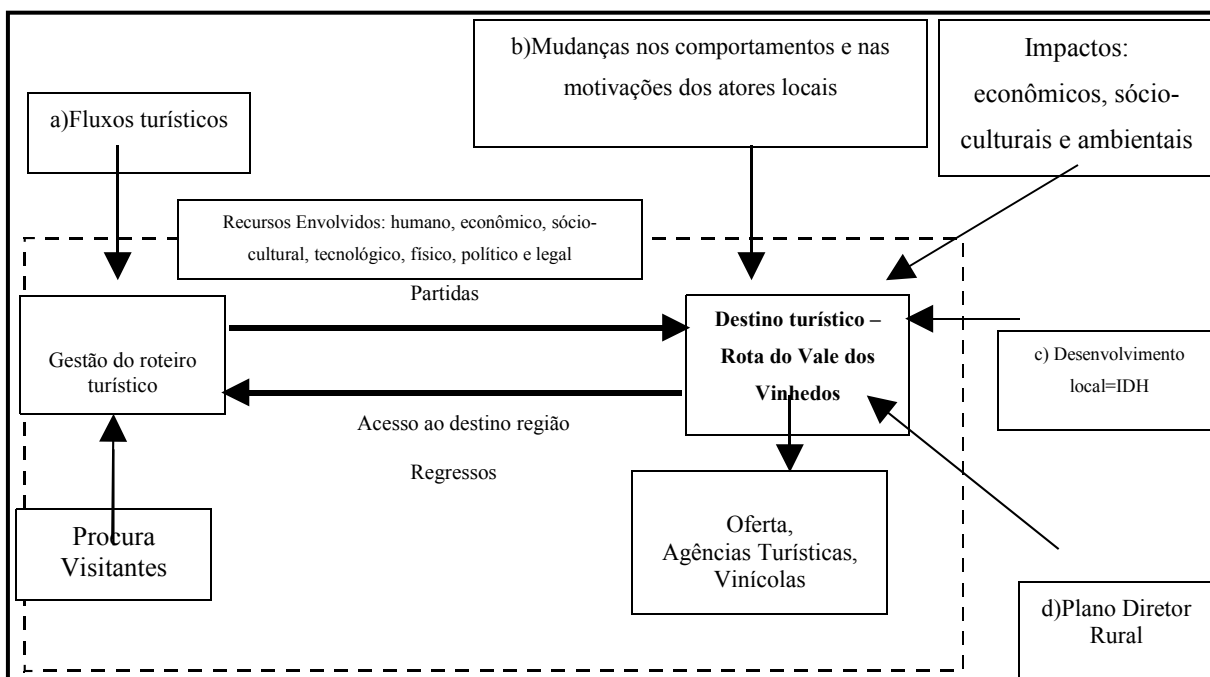 a)Fluxos turísticos
b)Mudanças nos comportamentos e nas
motivações dos atores locais
Impactos:
econômicos, sócio-
culturais e ambientais
Recursos Envolvidos: humano, econômico, sócio-
cultural, tecnológico, físico, político e legal
Partidas
Gestão do roteiro
turístico
Destino turístico –
Rota do Vale dos
Vinhedos
c) Desenvolvimento
local=IDH
Acesso ao destino região
Regressos
Procura
Visitantes
Oferta,
Agências Turísticas,
Vinícolas
d)Plano Diretor
Rural